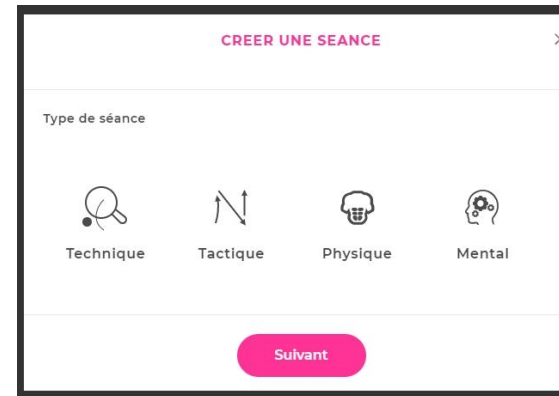 CREER UNE SEANCE
Type de séance
Technique Tactique Physique Mental
Suivant